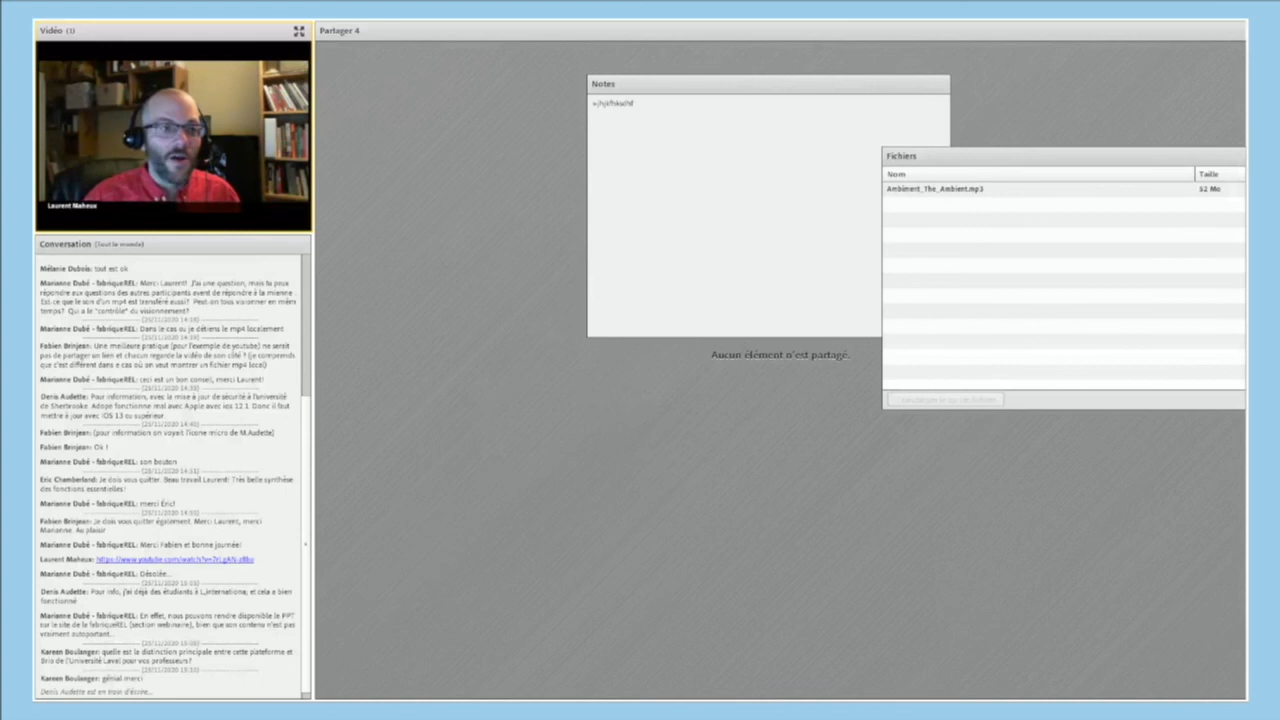 Vidéo (1)
Laurent Maheux
Conversation (Tout le monde)
Mélanie Dubois: tout est ok
Marianne Dubé - fabriqueREL: Merci Laurent! J'ai une question, mais tu peux
répondre aux questions des autres participants avant de répondre à la mienne
Est-ce que le son d'un mp4 est transféré aussi? Peut-on tous visionner en mêm
temps? Qui a le "contrôle" du visionnement?
Marianne Dubé - fabriqueREL: Dans le cas ou je détiens le mp4 localement
Fabien Brinjean: Une meilleure pratique (pour l'exemple de youtube) ne serait
pas de partager un lien et chacun regarde la vidéo de son côté ? (je comprends
que c'est différent dans e cas où on veut montrer un fichier mp4 local)
Marianne Dubé - fabriqueREL: ceci est un bon conseil, merci Laurent!
Denis Audette: Pour information, avec la mise à jour de sécurité à l'université
de Sherbrooke. Adope fonctionne mal avec Apple avec ios 12.1. Donc il faut
mettre à jour avec iOS 13 ou supérieur.
Fabien Brinjean: (pour information on voyait l'icone micro de M.Audette)
Fabien Brinjean: Ok !
Marianne Dubé - fabriqueREL: son bouton
Eric Chamberland: Je dois vous quitter. Beau travail Laurent! Très belle synthèse
des fonctions essentielles!
Marianne Dubé - fabriqueREL: merci Éric!
Fabien Brinjean: Je dois vous quitter également. Merci Laurent, merci
Marianne. Au plaisir
Marianne Dubé - fabriqueREL: Merci Fabien et bonne journée!
Laurent Maheux:
Marianne Dubé - fabriqueREL: Désolée...
Denis Audette: Pour info, j'ai déjà des étudiants à L,internationa; et cela a bien
fonctionné
Marianne Dubé - fabriqueREL: En effet, nous pouvons rendre disponible le PPT
sur le site de la fabriqueREL (section webinaire), bien que son contenu n'est pas
vraiment autoportant...
[25/11/2020 15:10]
Kareen Boulanger: quelle est la distinction principale entre cette plateforme et
de l'Université Laval pour vos professeurs?
Kareen Boulanger: génial merci
Denis Audette est en train d'écrire...
Partager 4
Notes
Fichiers
Nom Taille
Ambiment_The_Ambient.mp3 52 Mo
Aucun élément n'est partagé.